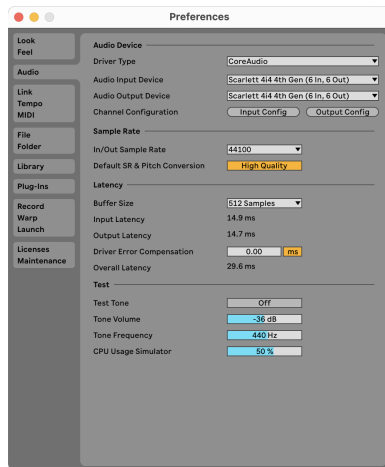 Preferences
Look
Feel
Audio
Link
Tempo
MIDI
File
Folder
Library
Plug-Ins
Record
Warp
Launch
Licenses
Maintenance
Audio Device
Driver Type CoreAudio
Audio Input Device Scarlett 4i4 4th Gen (6 In, 6 Out)
Audio Output Device Scarlett 4i4 4th Gen (6 In, 6 Out)
Channel Configuration Input Config Output Config
Sample Rate
In/Out Sample Rate 44100
Default SR & Pitch Conversion High Quality
Latency
Buffer Size 512 Samples
Input Latency 14.9 ms
Output Latency 14.7 ms
Driver Error Compensation 0.00 ms
Overall Latency 29.6 ms
Test
Test Tone Off
Tone Volume -36 dB
Tone Frequency 440 Hz
CPU Usage Simulator 50 %